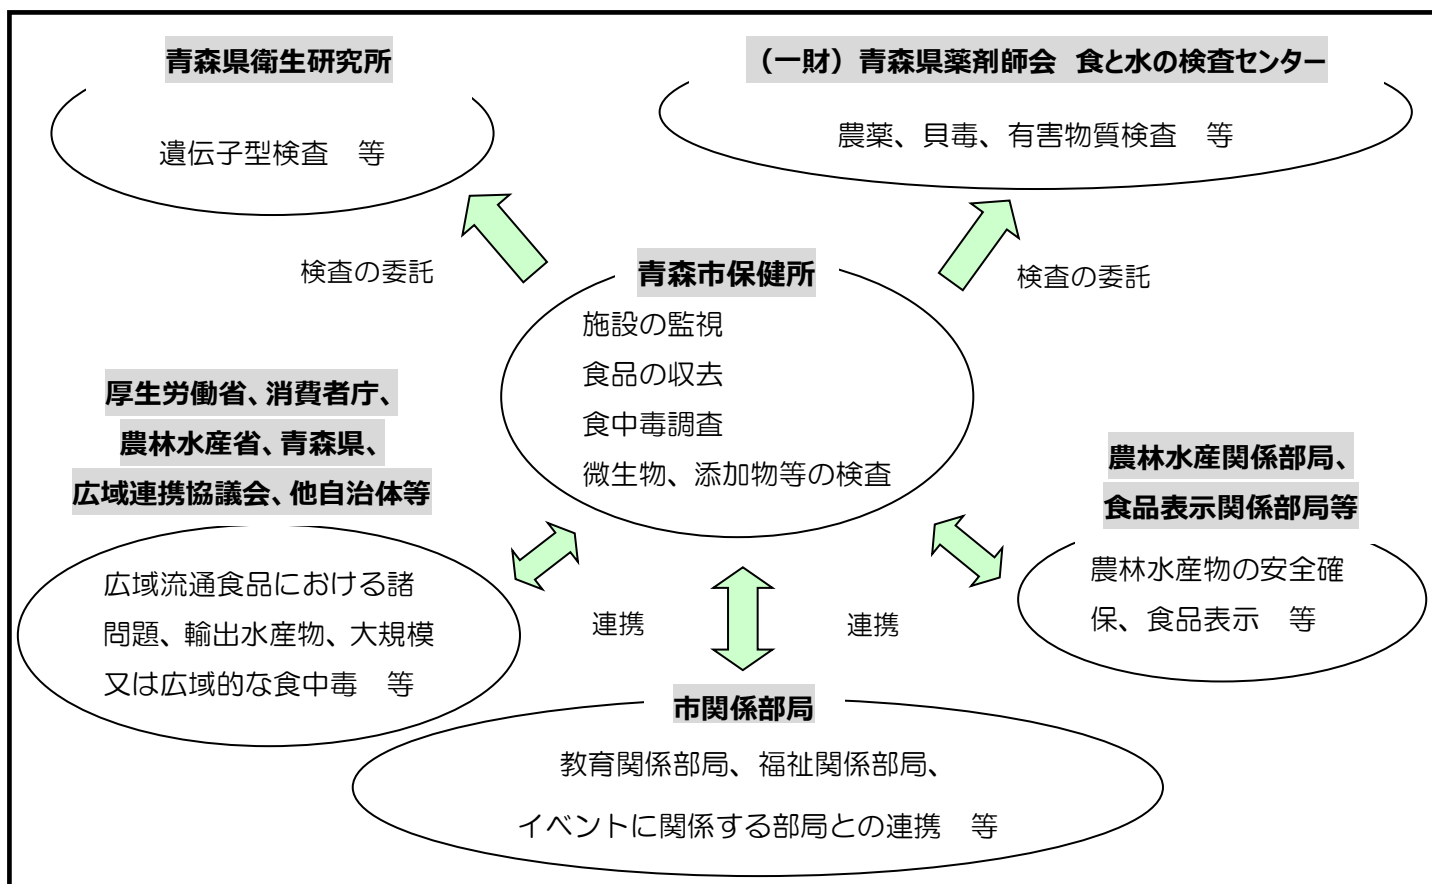 青森県衛生研究所
遺伝子型検査　等
（一財）青森県薬剤師会　食と水の検査センター
農薬、貝毒、有害物質検査　等
検査の委託
検査の委託
青森市保健所
施設の監視
食品の収去
食中毒調査
微生物、添加物等の検査
厚生労働省、消費者庁、
農林水産省、青森県、
広域連携協議会、他自治体等
広域流通食品における諸
問題、輸出水産物、大規模
又は広域的な食中毒　等
農林水産関係部局、
食品表示関係部局等
農林水産物の安全確
保、食品表示　等
連携
連携
市関係部局
教育関係部局、福祉関係部局、
イベントに関係する部局との連携　等